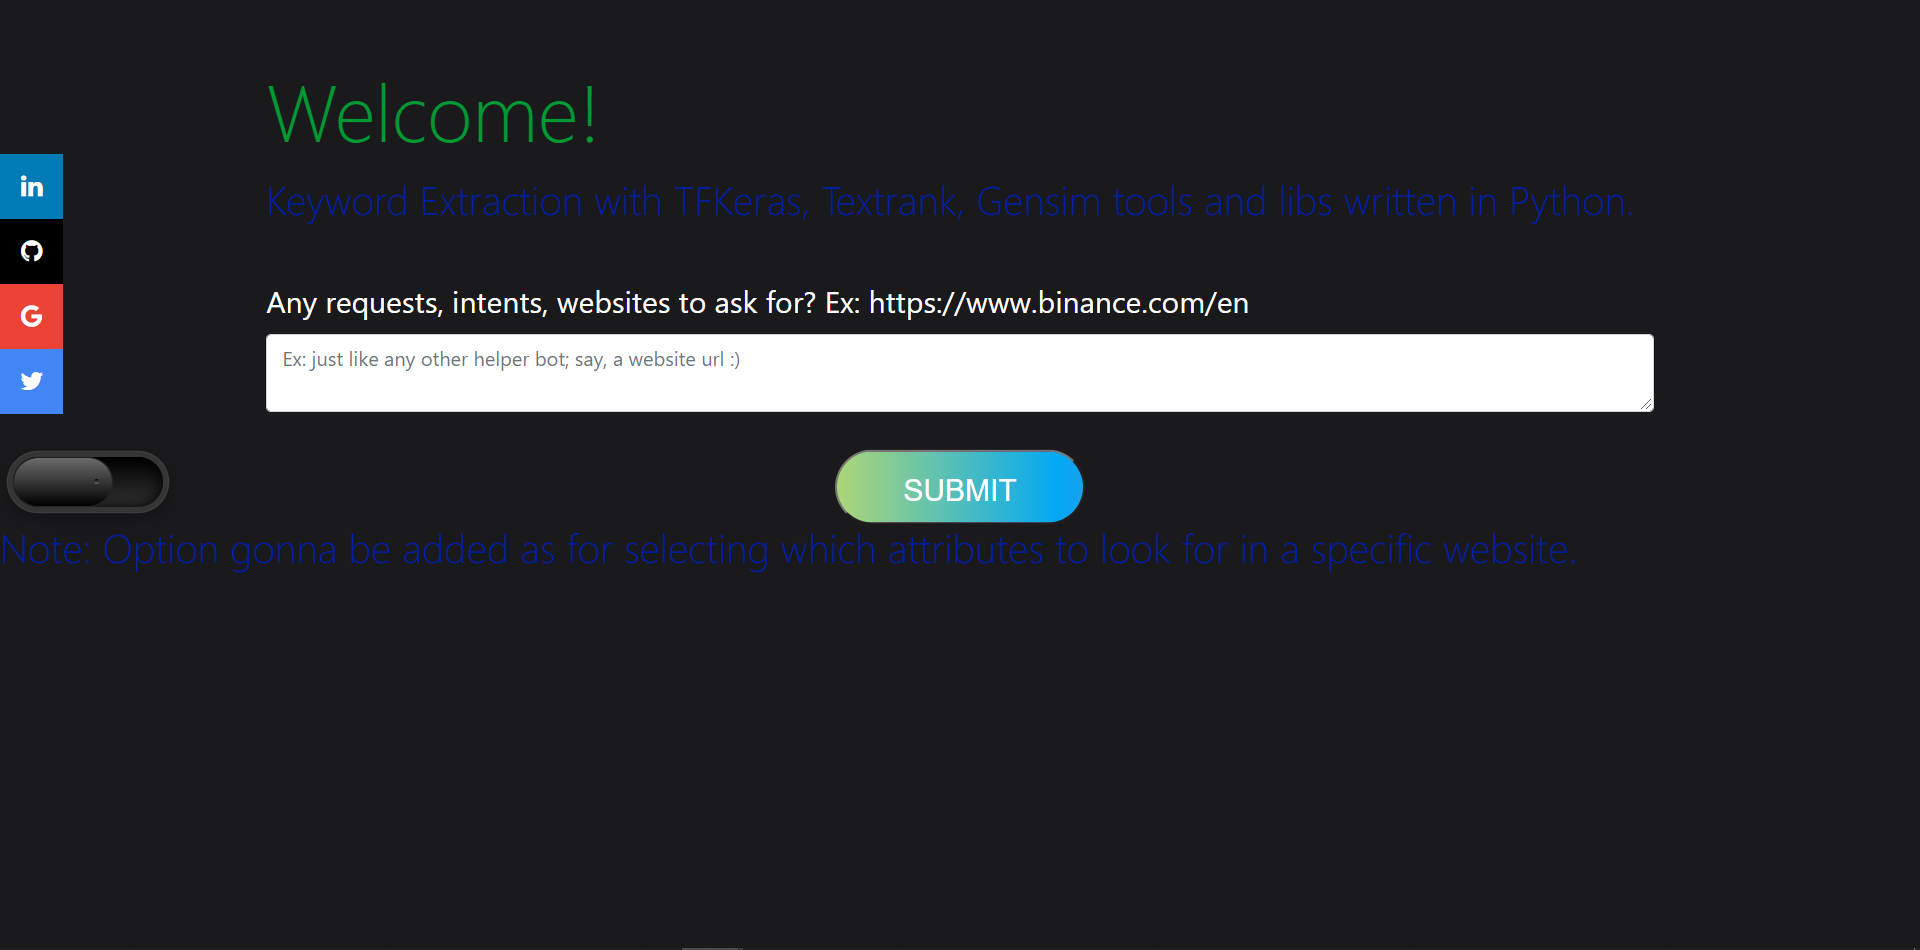 Welcome!
Keyword Extraction with TFKeras, Textrank, Gensim tools and libs written in Python.
Any requests, intents, websites to ask for? Ex: https://www.binance.com/en
Ex: just like any other helper bot; say, a website url :)
SUBMIT
Note: Option gonna be added as for selecting which attributes to look for in a specific website.